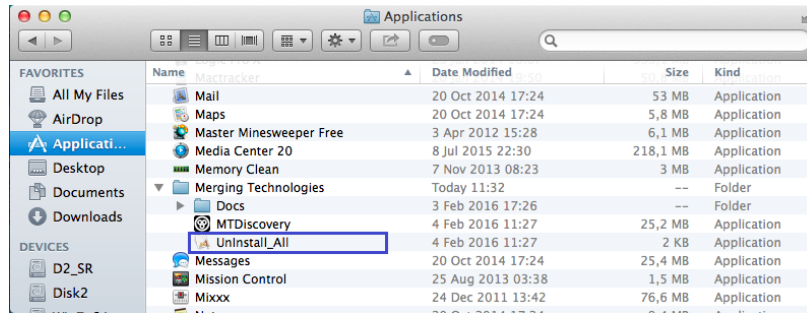 Applications
FAVORITES
All My Files
AirDrop
Applicati...
Desktop
Documents
Downloads
DEVICES
D2_SR
Disk2
Name Date Modified Size Kind
Mactracker
Mail 20 Oct 2014 17:24 53 MB Application
Maps 20 Oct 2014 17:24 5,8 MB Application
Master Minesweeper Free 3 Apr 2012 15:28 6,1 MB Application
Media Center 20 8 Jul 2015 22:30 218,1 MB Application
Memory Clean 7 Nov 2013 08:23 3 MB Application
Merging Technologies Today 11:32 -- Folder
Docs 3 Feb 2016 17:26 -- Folder
MTDiscovery 4 Feb 2016 11:27 25,2 MB Application
UnInstall_All 4 Feb 2016 11:27 2 KB Application
Messages 20 Oct 2014 17:24 25,4 MB Application
Mission Control 25 Aug 2013 03:38 1,5 MB Application
Mixxx 24 Dec 2011 13:42 76,6 MB Application